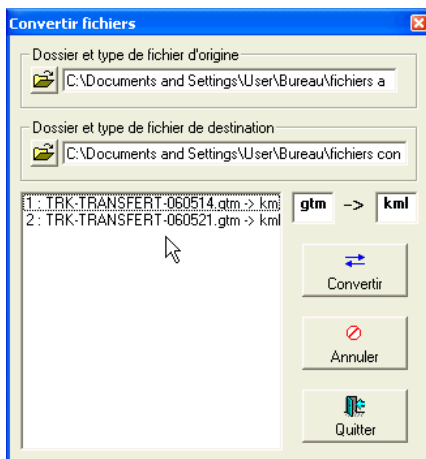 Convertir fichiers
Dossier et type de fichier d'origine
C:\Documents and Settings\User\Bureau\fichiers a
Dossier et type de fichier de destination
C:\Documents and Settings\User\Bureau\fichiers con
1 : TRK-TRANSFERT-060514.gtm -> kml
2 : TRK-TRANSFERT-060521.gtm -> kml
gtm -> kml
Convertir
Annuler
Quitter